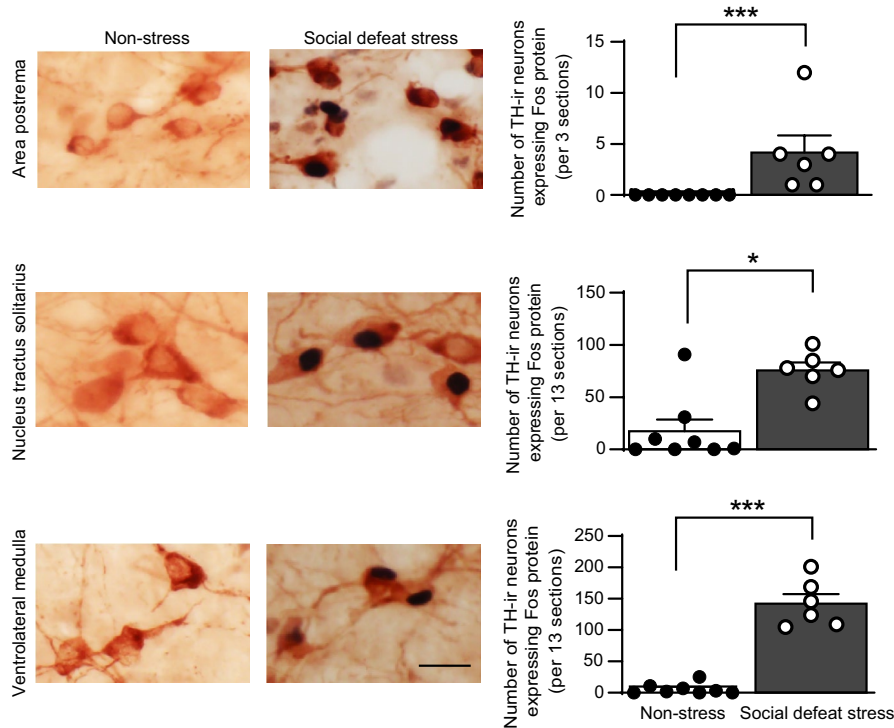 Non-stress
Social defeat stress
Area postrema
Number of TH-ir neurons
expressing Fos protein
(per 3 sections)
15
10
5
0
***
Nucleus tractus solitarius
Number of TH-ir neurons
expressing Fos protein
(per 13 sections)
150
100
50
0
*
Ventrolateral medulla
Number of TH-ir neurons
expressing Fos protein
(per 13 sections)
250
200
150
100
50
0
***
Non-stress
Social defeat stress